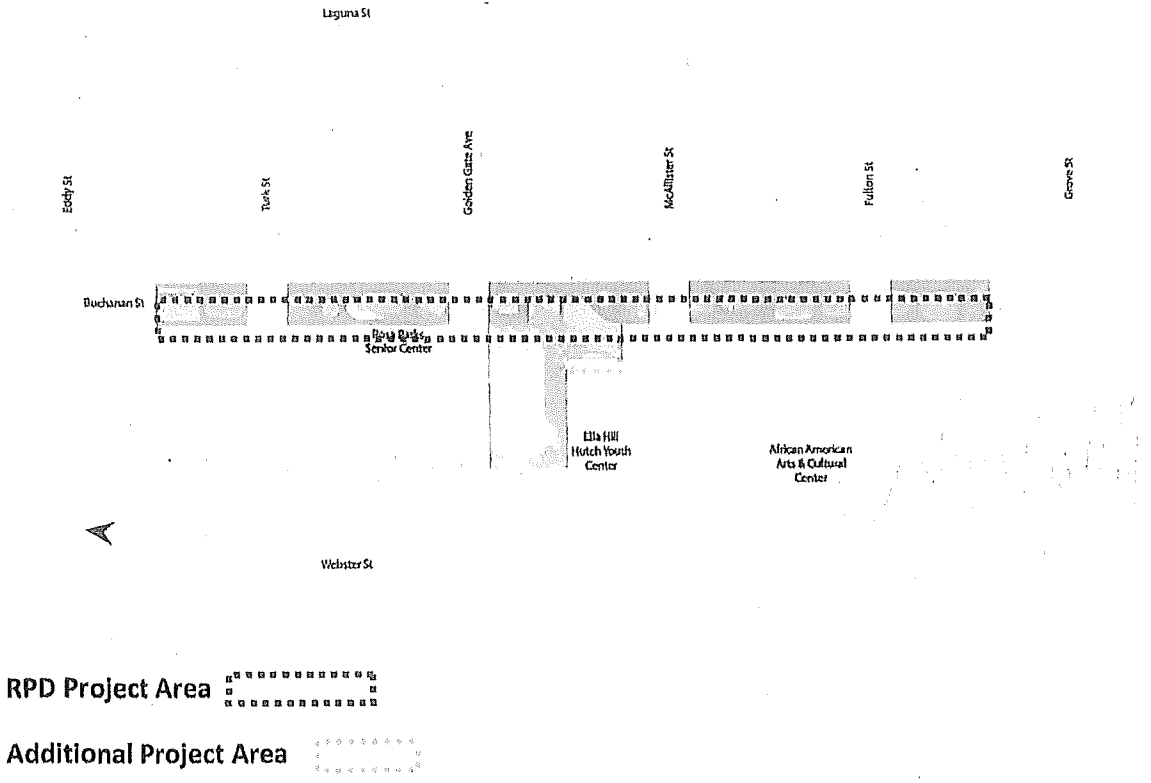 Laguna St
Eddy St
Turk St
Golden Gate Ave
McAllister St
Fulton St
Grove St
Buchanan St
Rosa Parks
Senior Center
Ella Hill
Hutch Youth
Center
African American
Arts & Cultural
Center
Webster St
RPD Project Area
Additional Project Area